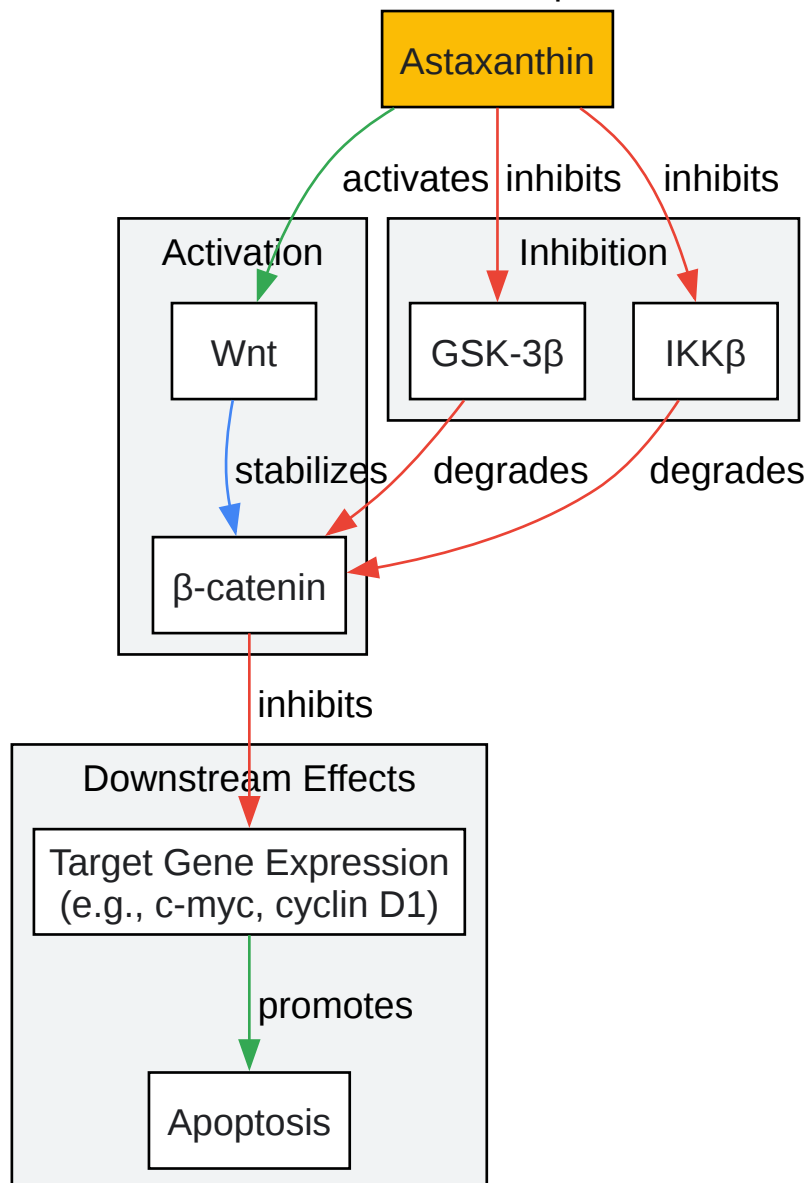 Astaxanthin
activates
inhibits
inhibits
Activation
Inhibition
Wnt
GSK-3β
IKKβ
stabilizes
degrades
degrades
β-catenin
inhibits
Downstream Effects
Target Gene Expression
(e.g., c-myc, cyclin D1)
promotes
Apoptosis